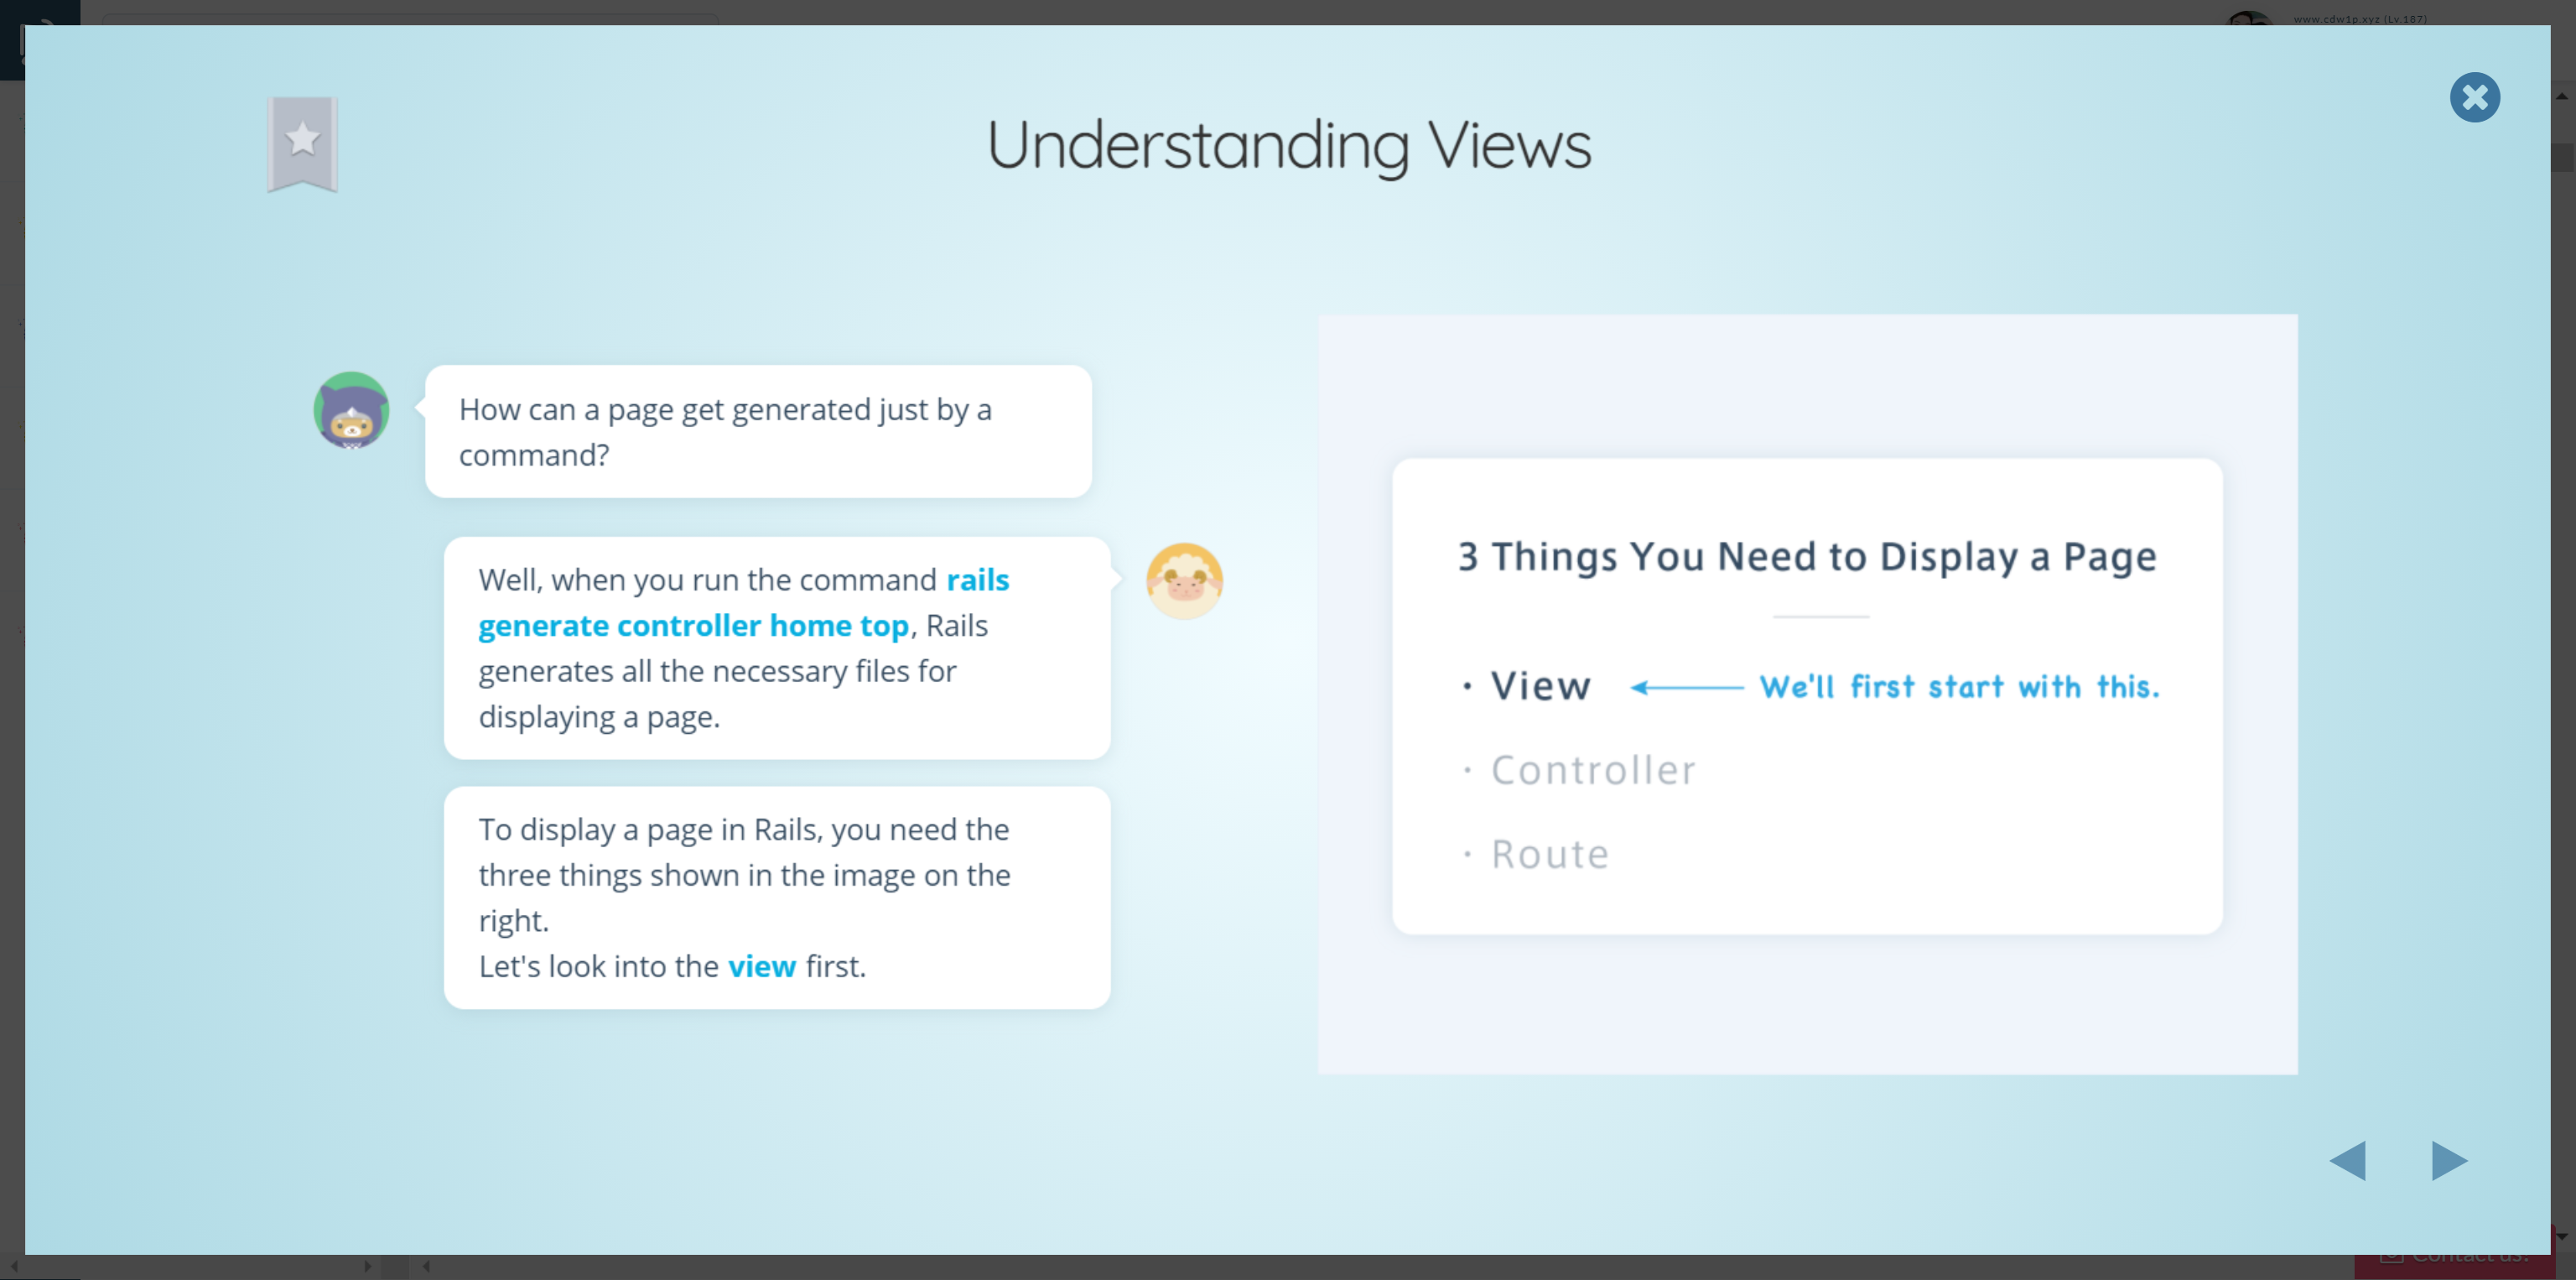 www.cdw1p.xyz (Lv.187)
Understanding Views
How can a page get generated just by a
command?
Well, when you run the command rails
generate controller home top, Rails
generates all the necessary files for
displaying a page.
To display a page in Rails, you need the
three things shown in the image on the
right.
Let's look into the view first.
3 Things You Need to Display a Page
· View We'll first start with this.
· Controller
· Route
Contact us!